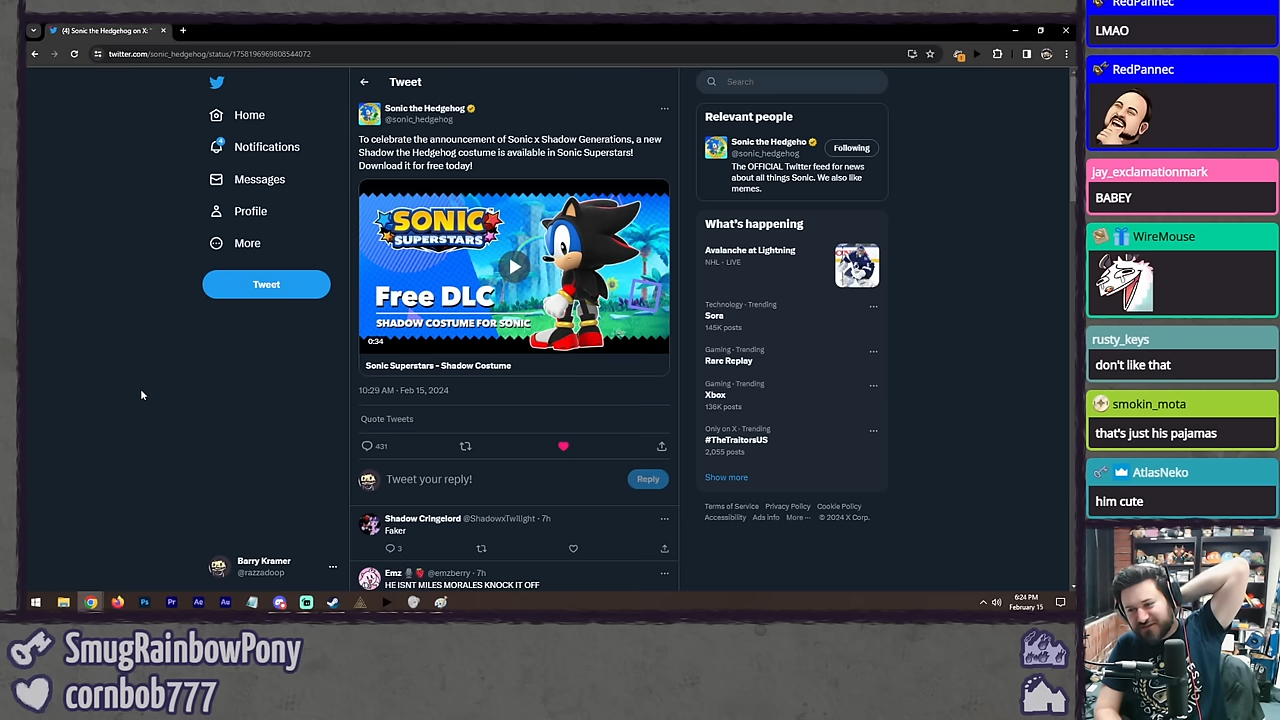 (4) Sonic the Hedgehog on X: "
twitter.com/sonic_hedgehog/status/1758196969808544072
Home
4
Notifications
Messages
Profile
More
Tweet
Barry Kramer
@razzadoop
Tweet
Sonic the Hedgehog
@sonic_hedgehog
To celebrate the announcement of Sonic x Shadow Generations, a new
Shadow the Hedgehog costume is available in Sonic Superstars!
Download it for free today!
SONIC
SUPERSTARS
Free DLC
SHADOW COSTUME FOR SONIC
0:34
Sonic Superstars - Shadow Costume
10:29 AM · Feb 15, 2024
Quote Tweets
431
Tweet your reply!
Reply
Shadow Cringelord @ShadowxTwilight · 7h
Faker
3
Emz @emzberry · 7h
HE ISNT MILES MORALES KNOCK IT OFF
Search
Relevant people
Sonic the Hedgeho
@sonic_hedgehog
Following
The OFFICIAL Twitter feed for news
about all things Sonic. We also like
memes.
What's happening
Avalanche at Lightning
NHL · LIVE
Technology · Trending
Sora
145K posts
Gaming · Trending
Rare Replay
Gaming · Trending
Xbox
136K posts
Only on X · Trending
#TheTraitorsUS
2,055 posts
Show more
Terms of Service Privacy Policy Cookie Policy
Accessibility Ads info More ··· © 2024 X Corp.
Ps
Pr
Ae
Au
6:24 PM
February 15
RedPannec
LMAO
RedPannec
jay_exclamationmark
BABEY
WireMouse
rusty_keys
don't like that
smokin_mota
that's just his pajamas
AtlasNeko
him cute
SmugRainbowPony
cornbob777